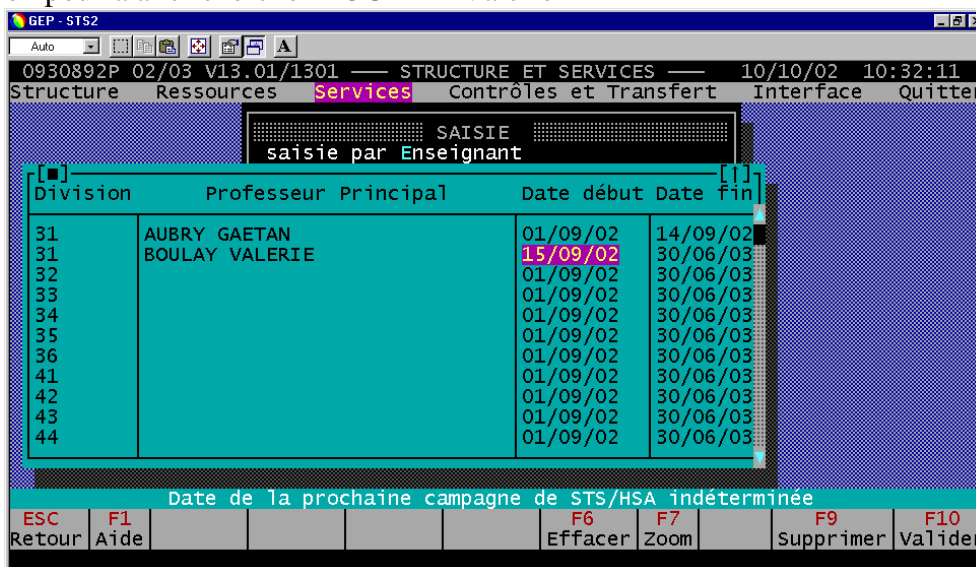 GEP - STS2
Auto
A
0930892P 02/03 V13.01/1301 —— STRUCTURE ET SERVICES —— 10/10/02 10:32:11
Structure Ressources Services Contrôles et Transfert Interface Quitter
SAISIE
saisie par Enseignant
[■] [↑]
Division Professeur Principal Date début Date fin
31 AUBRY GAETAN 01/09/02 14/09/02
31 BOULAY VALERIE 15/09/02 30/06/03
32 01/09/02 30/06/03
33 01/09/02 30/06/03
34 01/09/02 30/06/03
35 01/09/02 30/06/03
36 01/09/02 30/06/03
41 01/09/02 30/06/03
42 01/09/02 30/06/03
43 01/09/02 30/06/03
44 01/09/02 30/06/03
Date de la prochaine campagne de STS/HSA indéterminée
ESC F1 F6 F7 F9 F10
Retour Aide Effacer Zoom Supprimer Valider